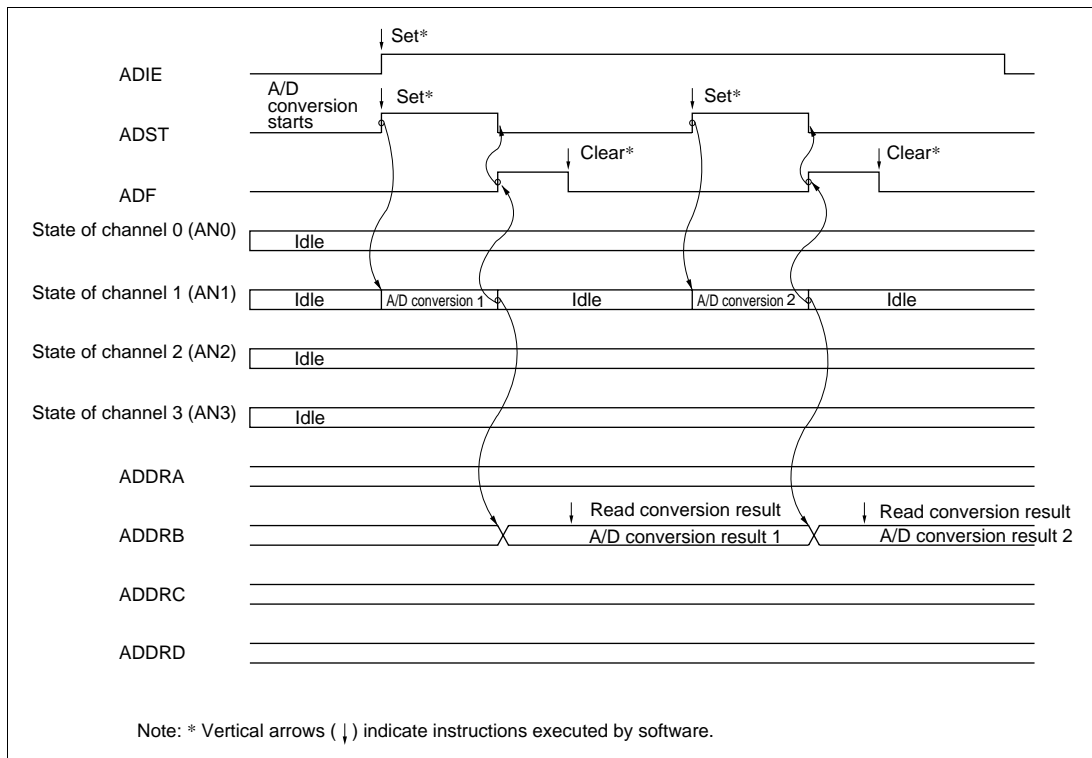 Set*
ADIE
A/D
conversion
starts
Set*
Set*
ADST
Clear*
Clear*
ADF
State of channel 0 (AN0)
Idle
State of channel 1 (AN1)
Idle
A/D conversion 1
Idle
A/D conversion 2
Idle
State of channel 2 (AN2)
Idle
State of channel 3 (AN3)
Idle
ADDRA
Read conversion result
Read conversion result
ADDRB
A/D conversion result 1
A/D conversion result 2
ADDRC
ADDRD
Note: * Vertical arrows (↓) indicate instructions executed by software.